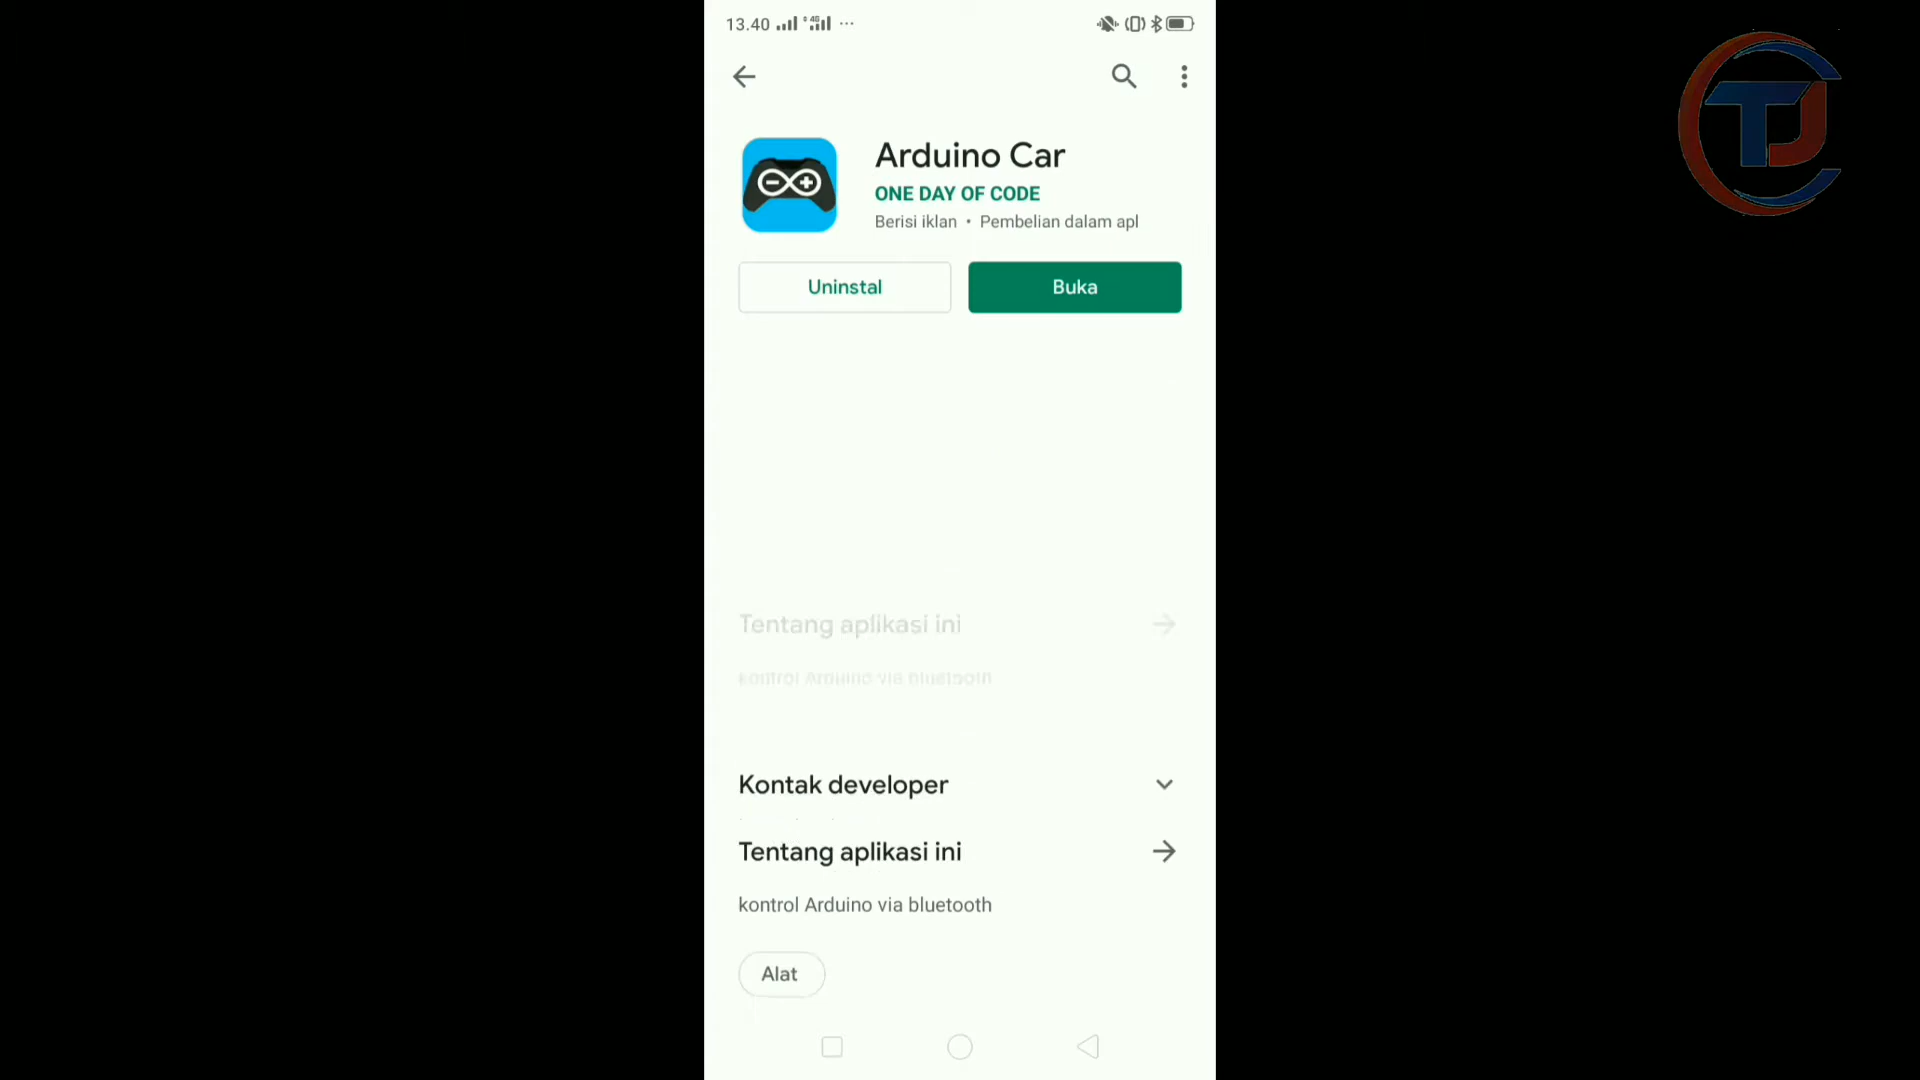 13.40
Arduino Car
ONE DAY OF CODE
Berisi iklan • Pembelian dalam apl
Uninstal
Buka
Tentang aplikasi ini
kontrol Arduino via bluetooth
Kontak developer
Tentang aplikasi ini
kontrol Arduino via bluetooth
Alat
TJC